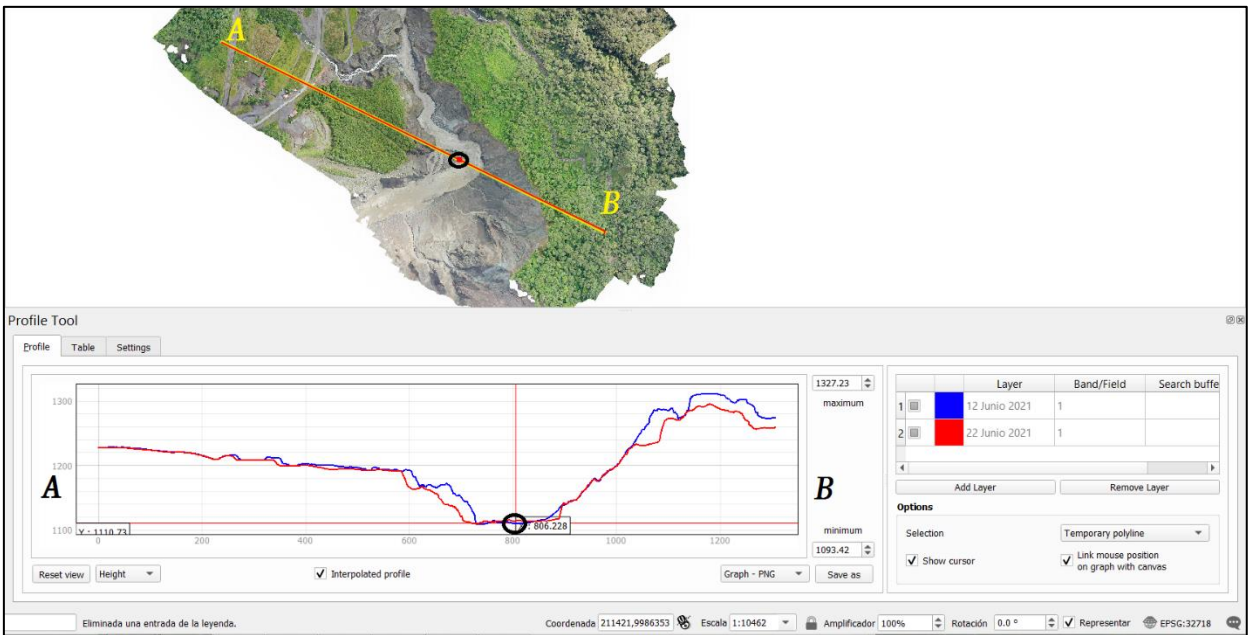 A
B
Profile Tool
Profile Table Settings
1300
1200
1100
A
B
Y : 1110.73
: 806.228
0 200 400 600 800 1000 1200
1327.23
maximum
minimum
1093.42
Layer Band/Field Search buffe
1 12 Junio 2021 1
2 22 Junio 2021 1
Add Layer Remove Layer
Options
Selection Temporary polyline
Show cursor
Link mouse position
on graph with canvas
Reset view Height Interpolated profile Graph - PNG Save as
Eliminada una entrada de la leyenda. Coordenada 211421,9986353 Escala 1:10462 Amplificador 100% Rotación 0.0 ° Representar EPSG:32718